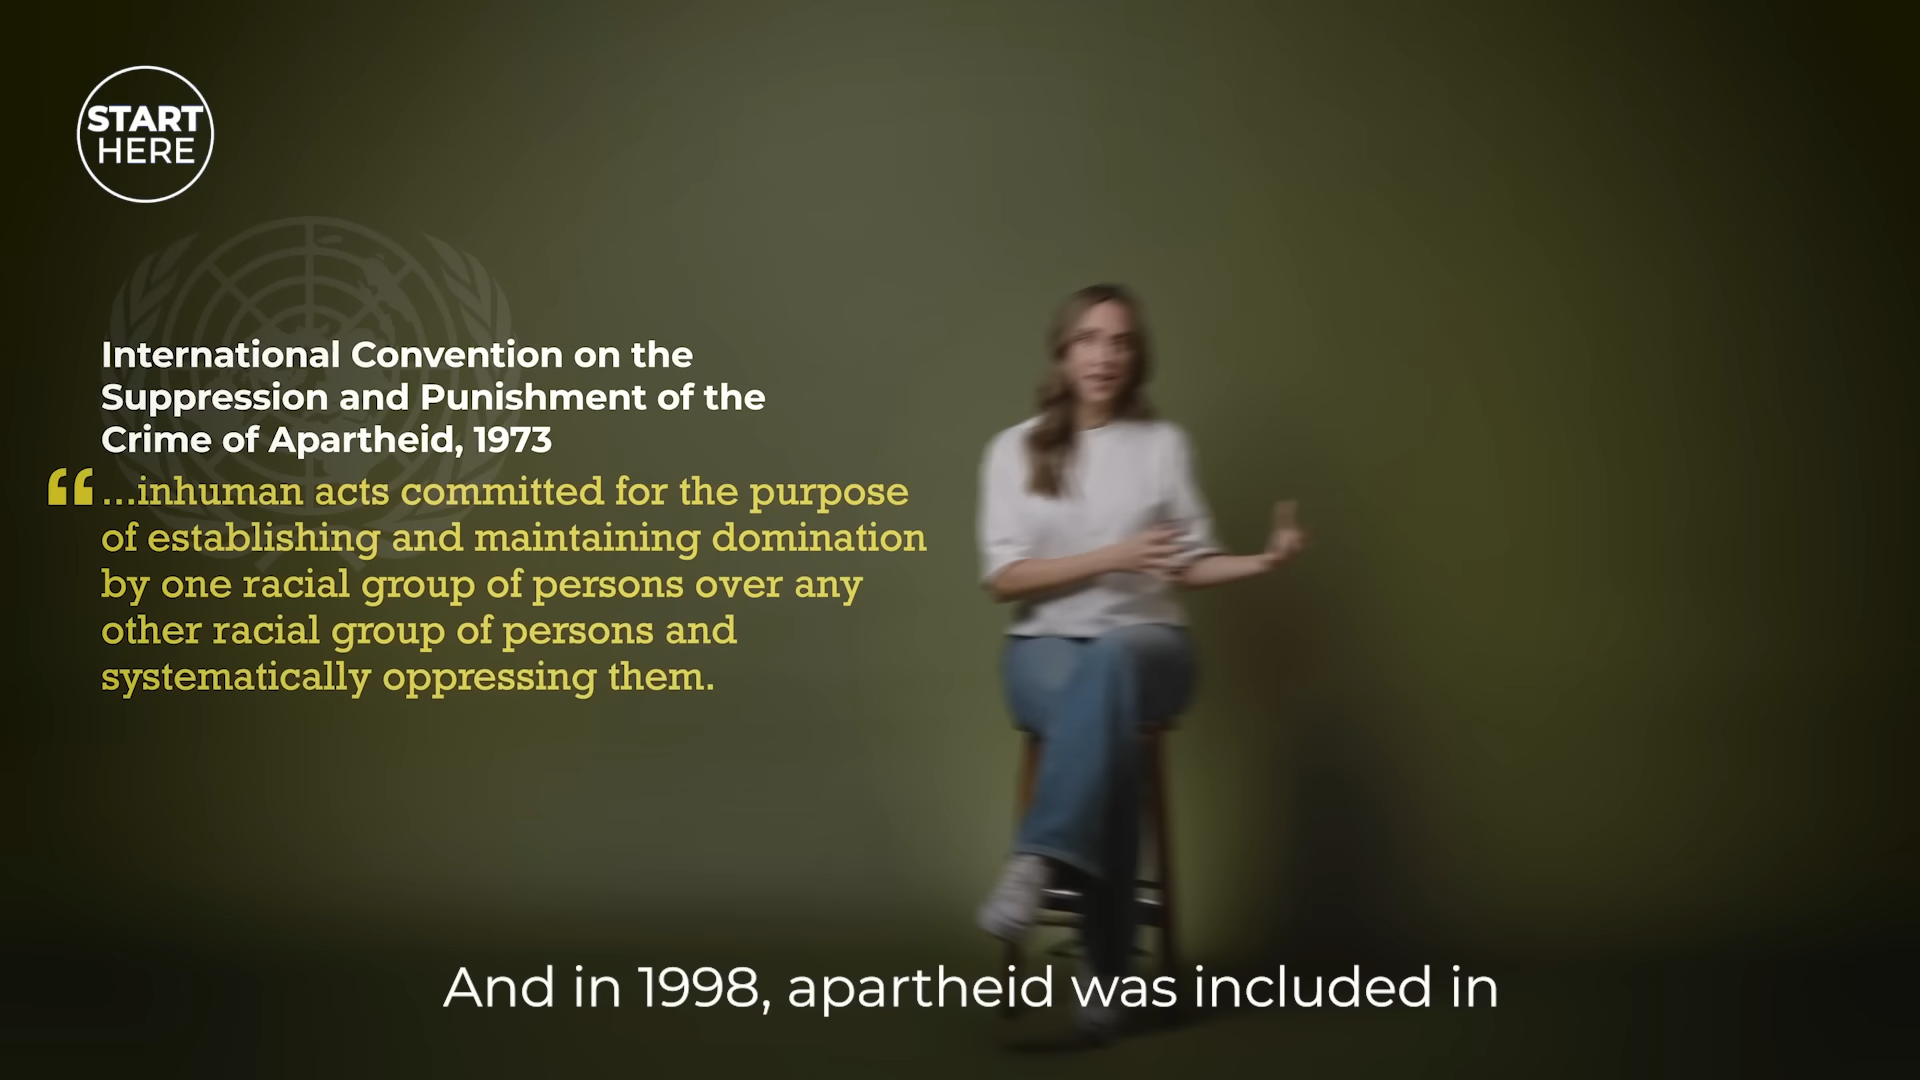 START
HERE
International Convention on the
Suppression and Punishment of the
Crime of Apartheid, 1973
“...inhuman acts committed for the purpose
of establishing and maintaining domination
by one racial group of persons over any
other racial group of persons and
systematically oppressing them.
And in 1998, apartheid was included in